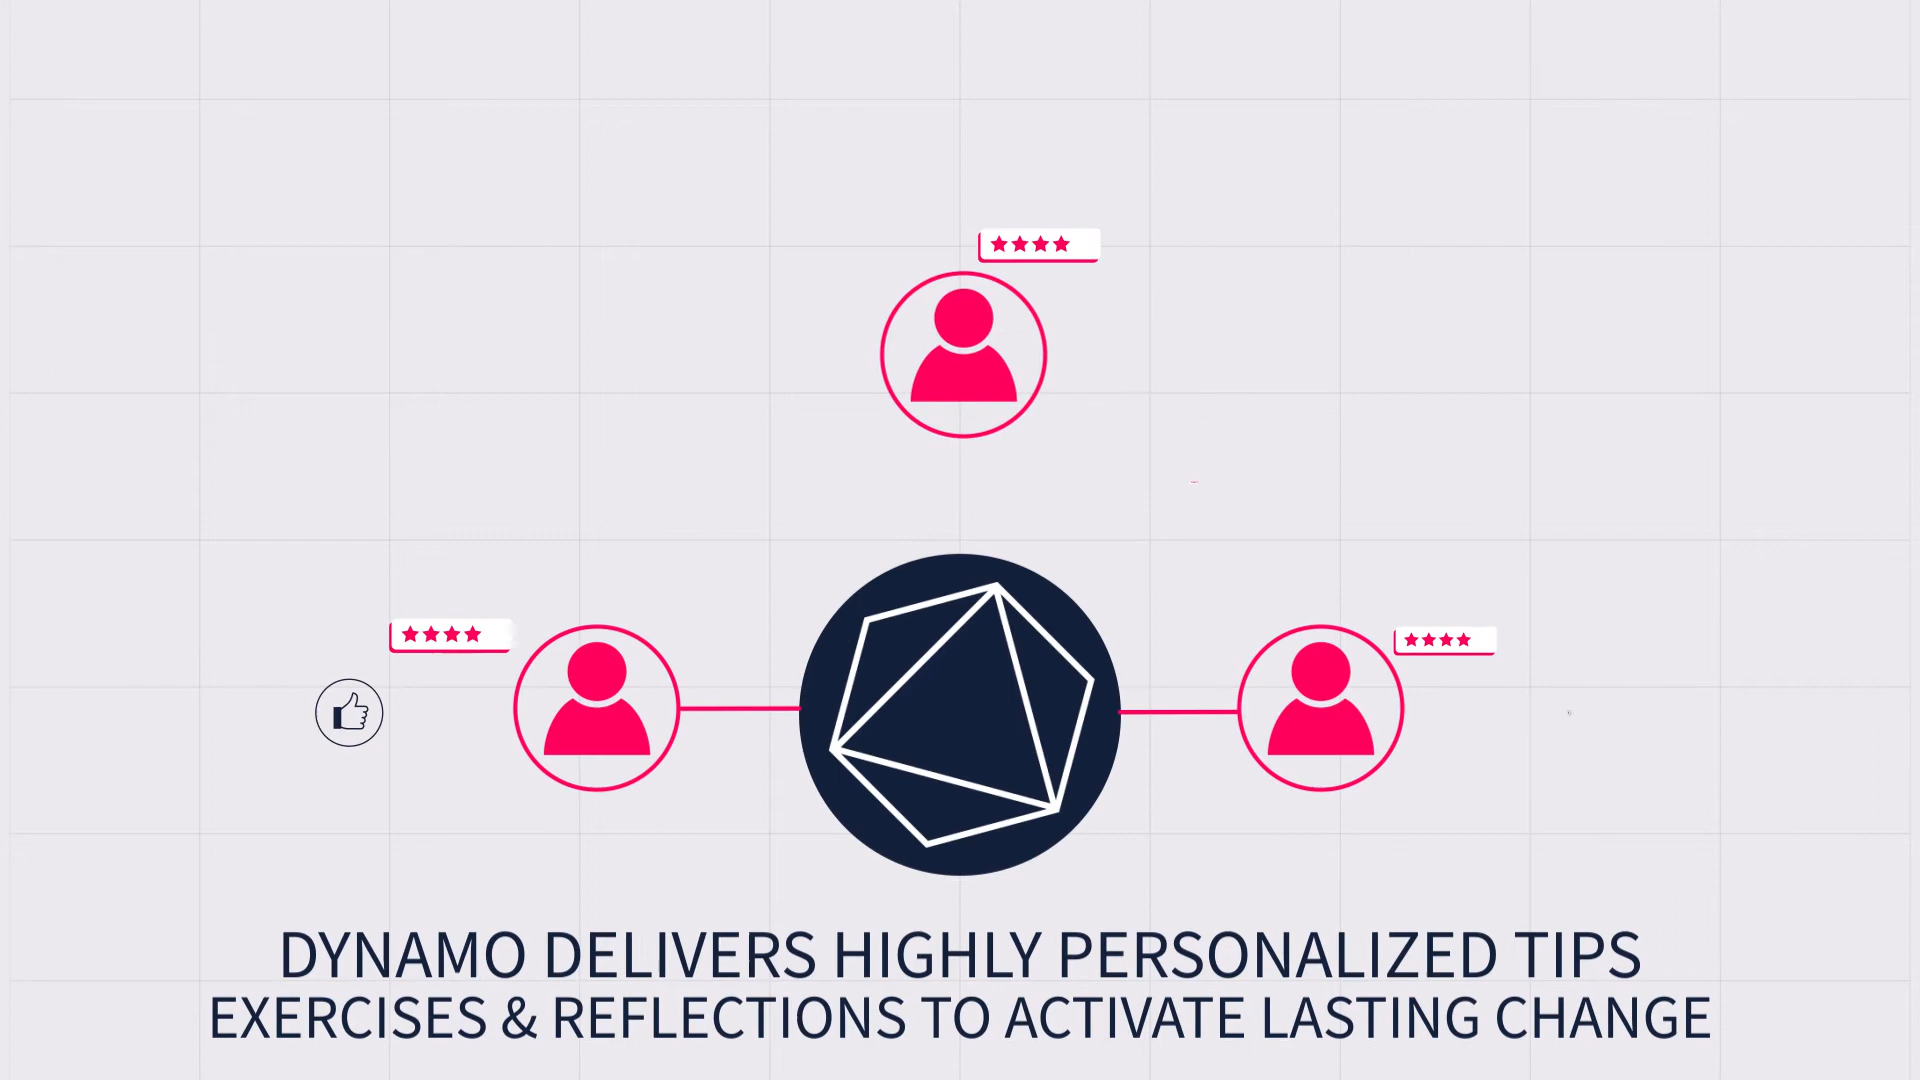 DYNAMO DELIVERS HIGHLY PERSONALIZED TIPS
EXERCISES & REFLECTIONS TO ACTIVATE LASTING CHANGE